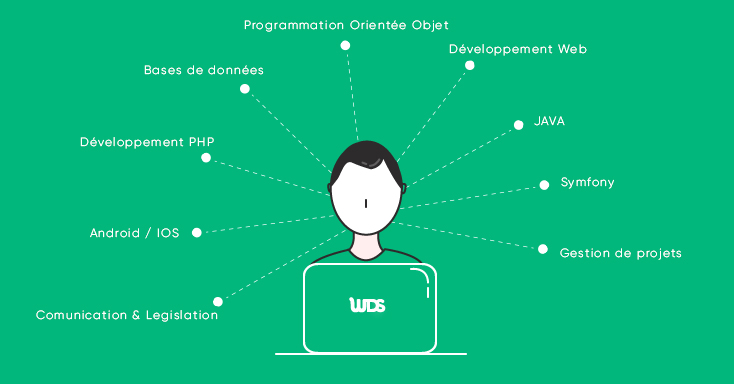 Programmation Orientée Objet
Développement Web
Bases de données
JAVA
Développement PHP
Symfony
Android / IOS
Gestion de projets
Comunication & Legislation
WDS